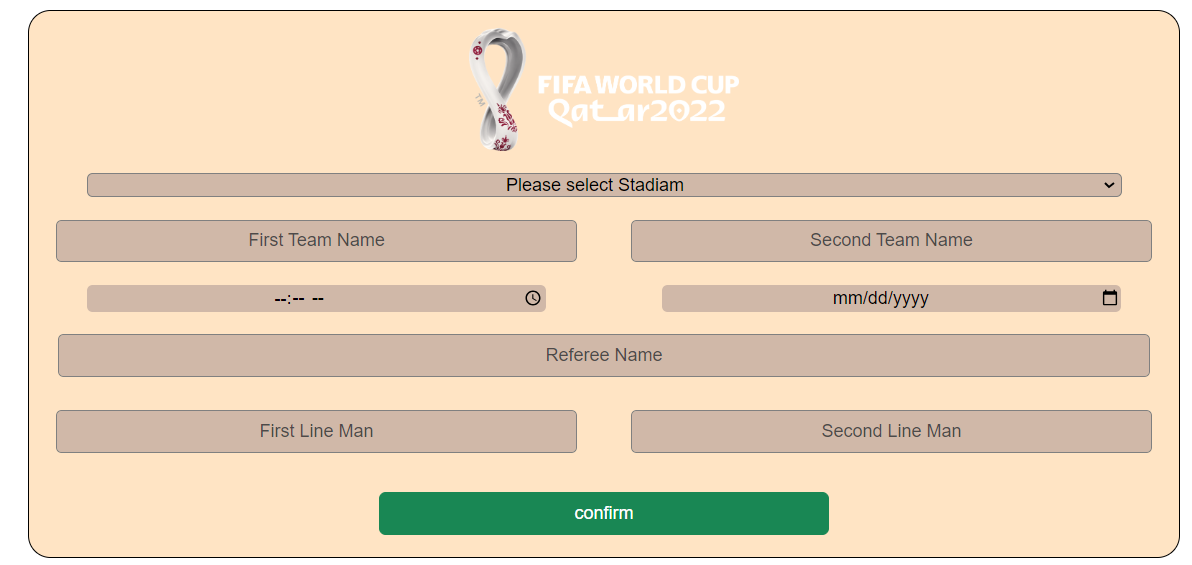 FIFA WORLD CUP
Qatar2022
TM
Please select Stadiam
First Team Name
Second Team Name
--:-- --
mm/dd/yyyy
Referee Name
First Line Man
Second Line Man
confirm